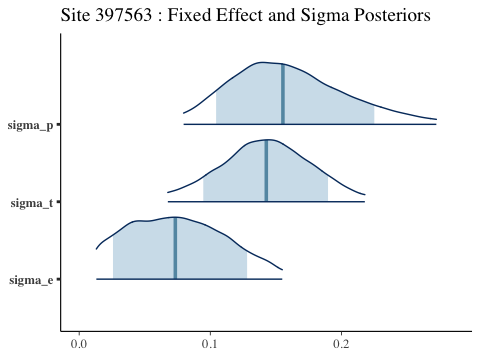 Site 397563 : Fixed Effect and Sigma Posteriors
sigma_p
sigma_t
sigma_e
0.0 0.1 0.2